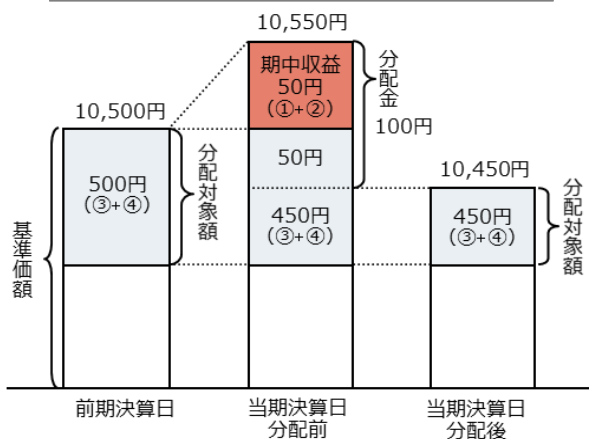 10,550円
期中収益
50円
(①+②)
分配金
100円
10,500円
500円
(③+④)
分配対象額
50円
450円
(③+④)
10,450円
450円
(③+④)
分配対象額
基準価額
前期決算日
当期決算日
分配前
当期決算日
分配後